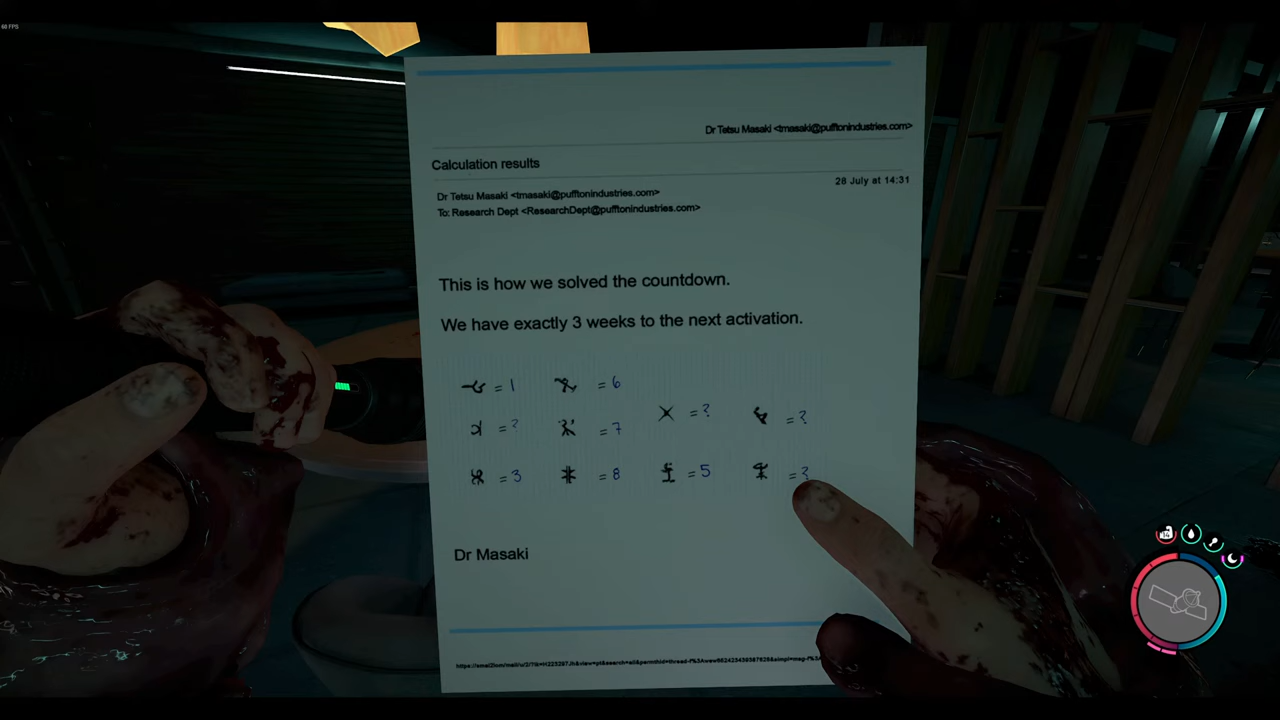 68 FPS
Dr Tetsu Masaki <tmasaki@pufftonindustries.com>
Calculation results
Dr Tetsu Masaki <tmasaki@pufftonindustries.com>
28 July at 14:31
To: Research Dept <ResearchDept@pufftonindustries.com>
This is how we solved the countdown.
We have exactly 3 weeks to the next activation.
= 1 = 6
= ? = ?
= ? = 7
= 3 = 8 = 5 = ?
Dr Masaki